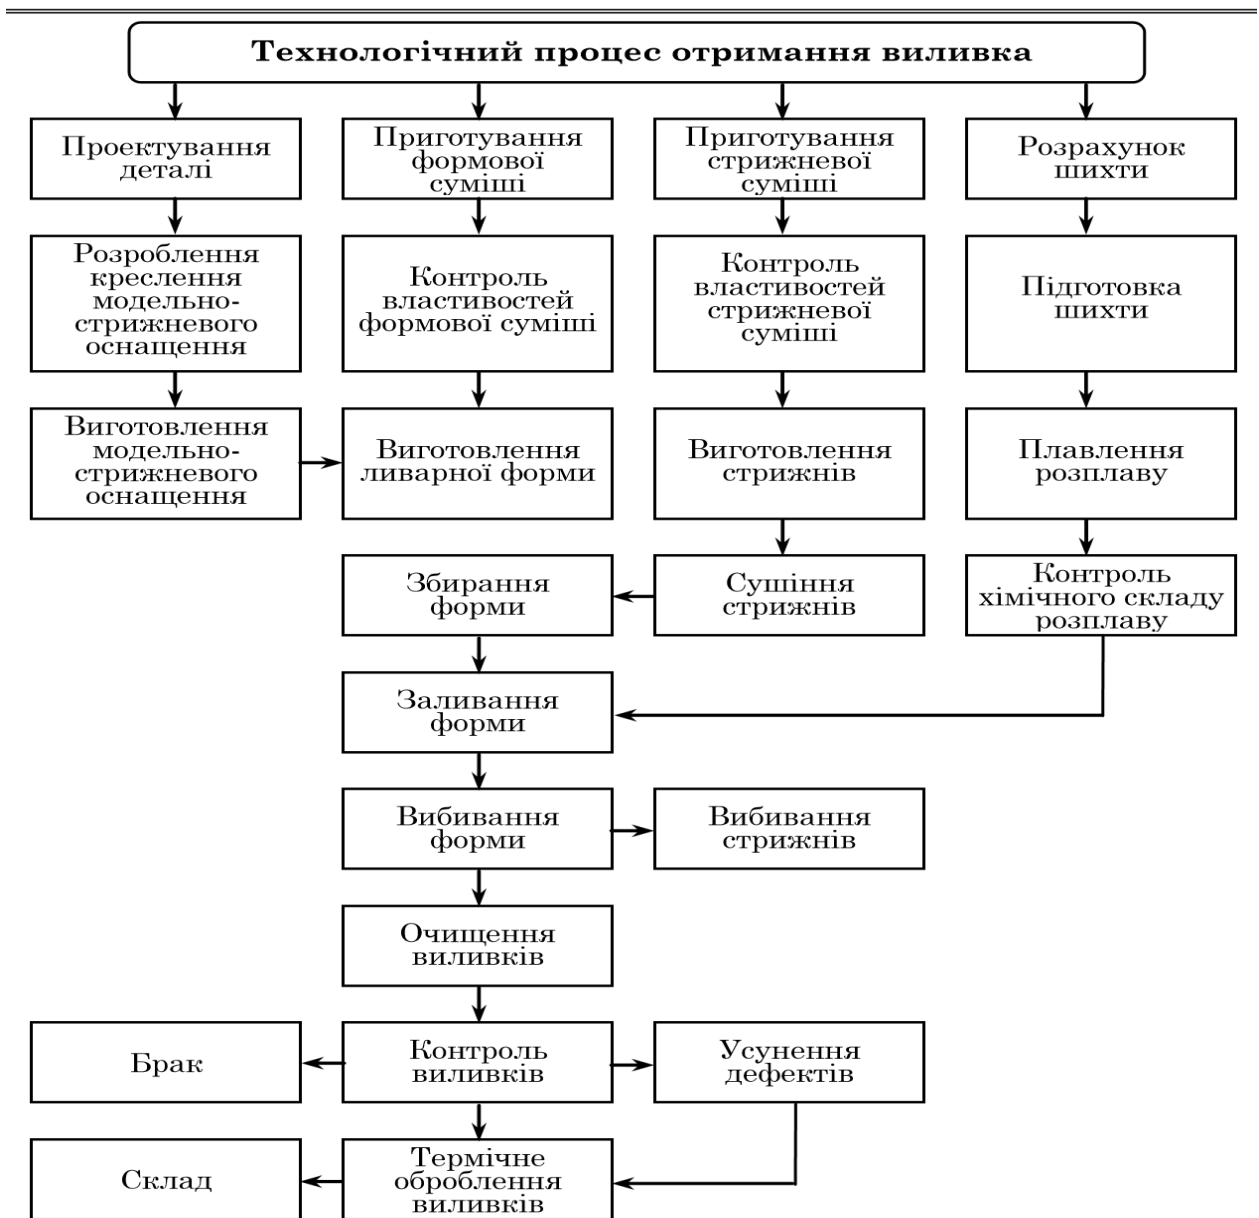 Технологічний процес отримання виливка
Проектування
деталі
Приготування
формової
суміші
Приготування
стрижневої
суміші
Розрахунок
шихти
Розроблення
креслення
модельно-
стрижневого
оснащення
Контроль
властивостей
формової суміші
Контроль
властивостей
стрижневої
суміші
Підготовка
шихти
Виготовлення
модельно-
стрижневого
оснащення
Виготовлення
ливарної форми
Виготовлення
стрижнів
Плавлення
розплаву
Збирання
форми
Сушіння
стрижнів
Контроль
хімічного складу
розплаву
Заливання
форми
Вибивання
форми
Вибивання
стрижнів
Очищення
виливків
Брак
Контроль
виливків
Усунення
дефектів
Склад
Термічне
оброблення
виливків